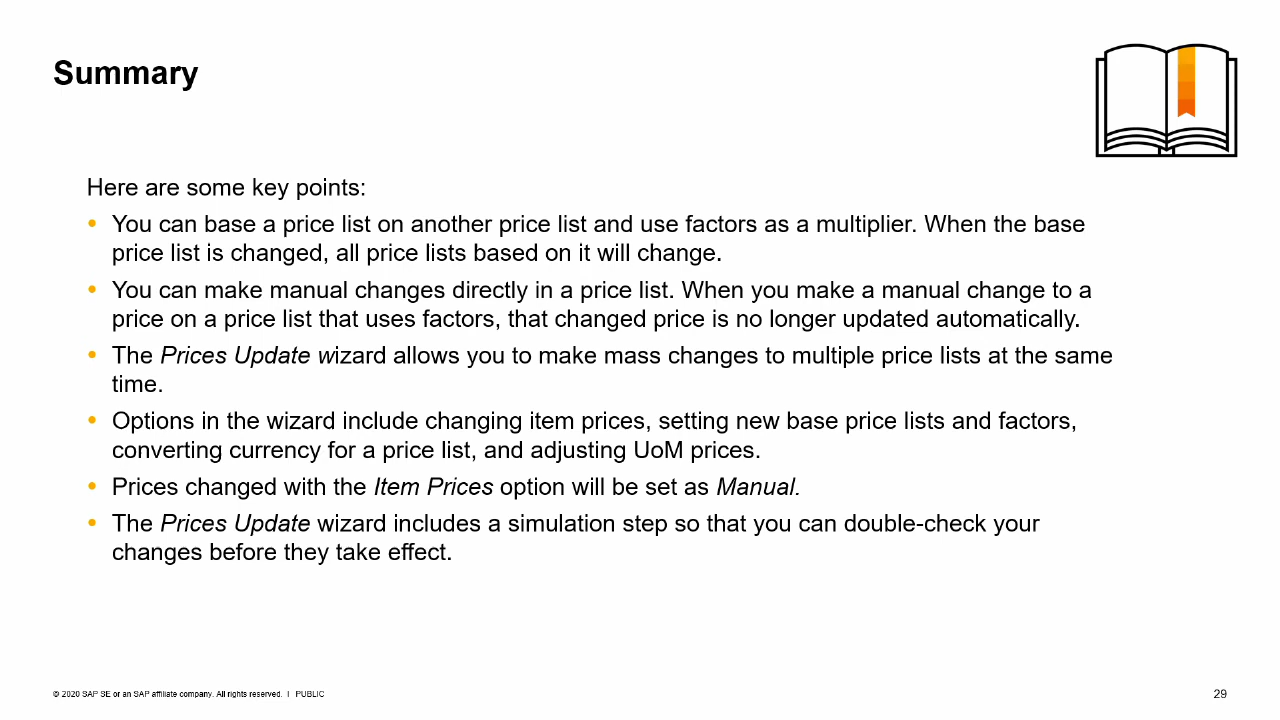 Summary
Here are some key points:
• You can base a price list on another price list and use factors as a multiplier. When the base
price list is changed, all price lists based on it will change.
• You can make manual changes directly in a price list. When you make a manual change to a
price on a price list that uses factors, that changed price is no longer updated automatically.
• The Prices Update wizard allows you to make mass changes to multiple price lists at the same
time.
• Options in the wizard include changing item prices, setting new base price lists and factors,
converting currency for a price list, and adjusting UoM prices.
• Prices changed with the Item Prices option will be set as Manual.
• The Prices Update wizard includes a simulation step so that you can double-check your
changes before they take effect.
© 2020 SAP SE or an SAP affiliate company. All rights reserved. ǀ PUBLIC
29